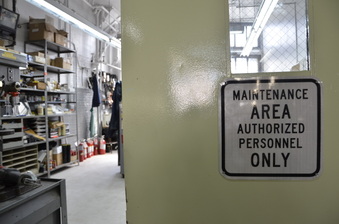 MAINTENANCE
AREA
AUTHORIZED
PERSONNEL
ONLY